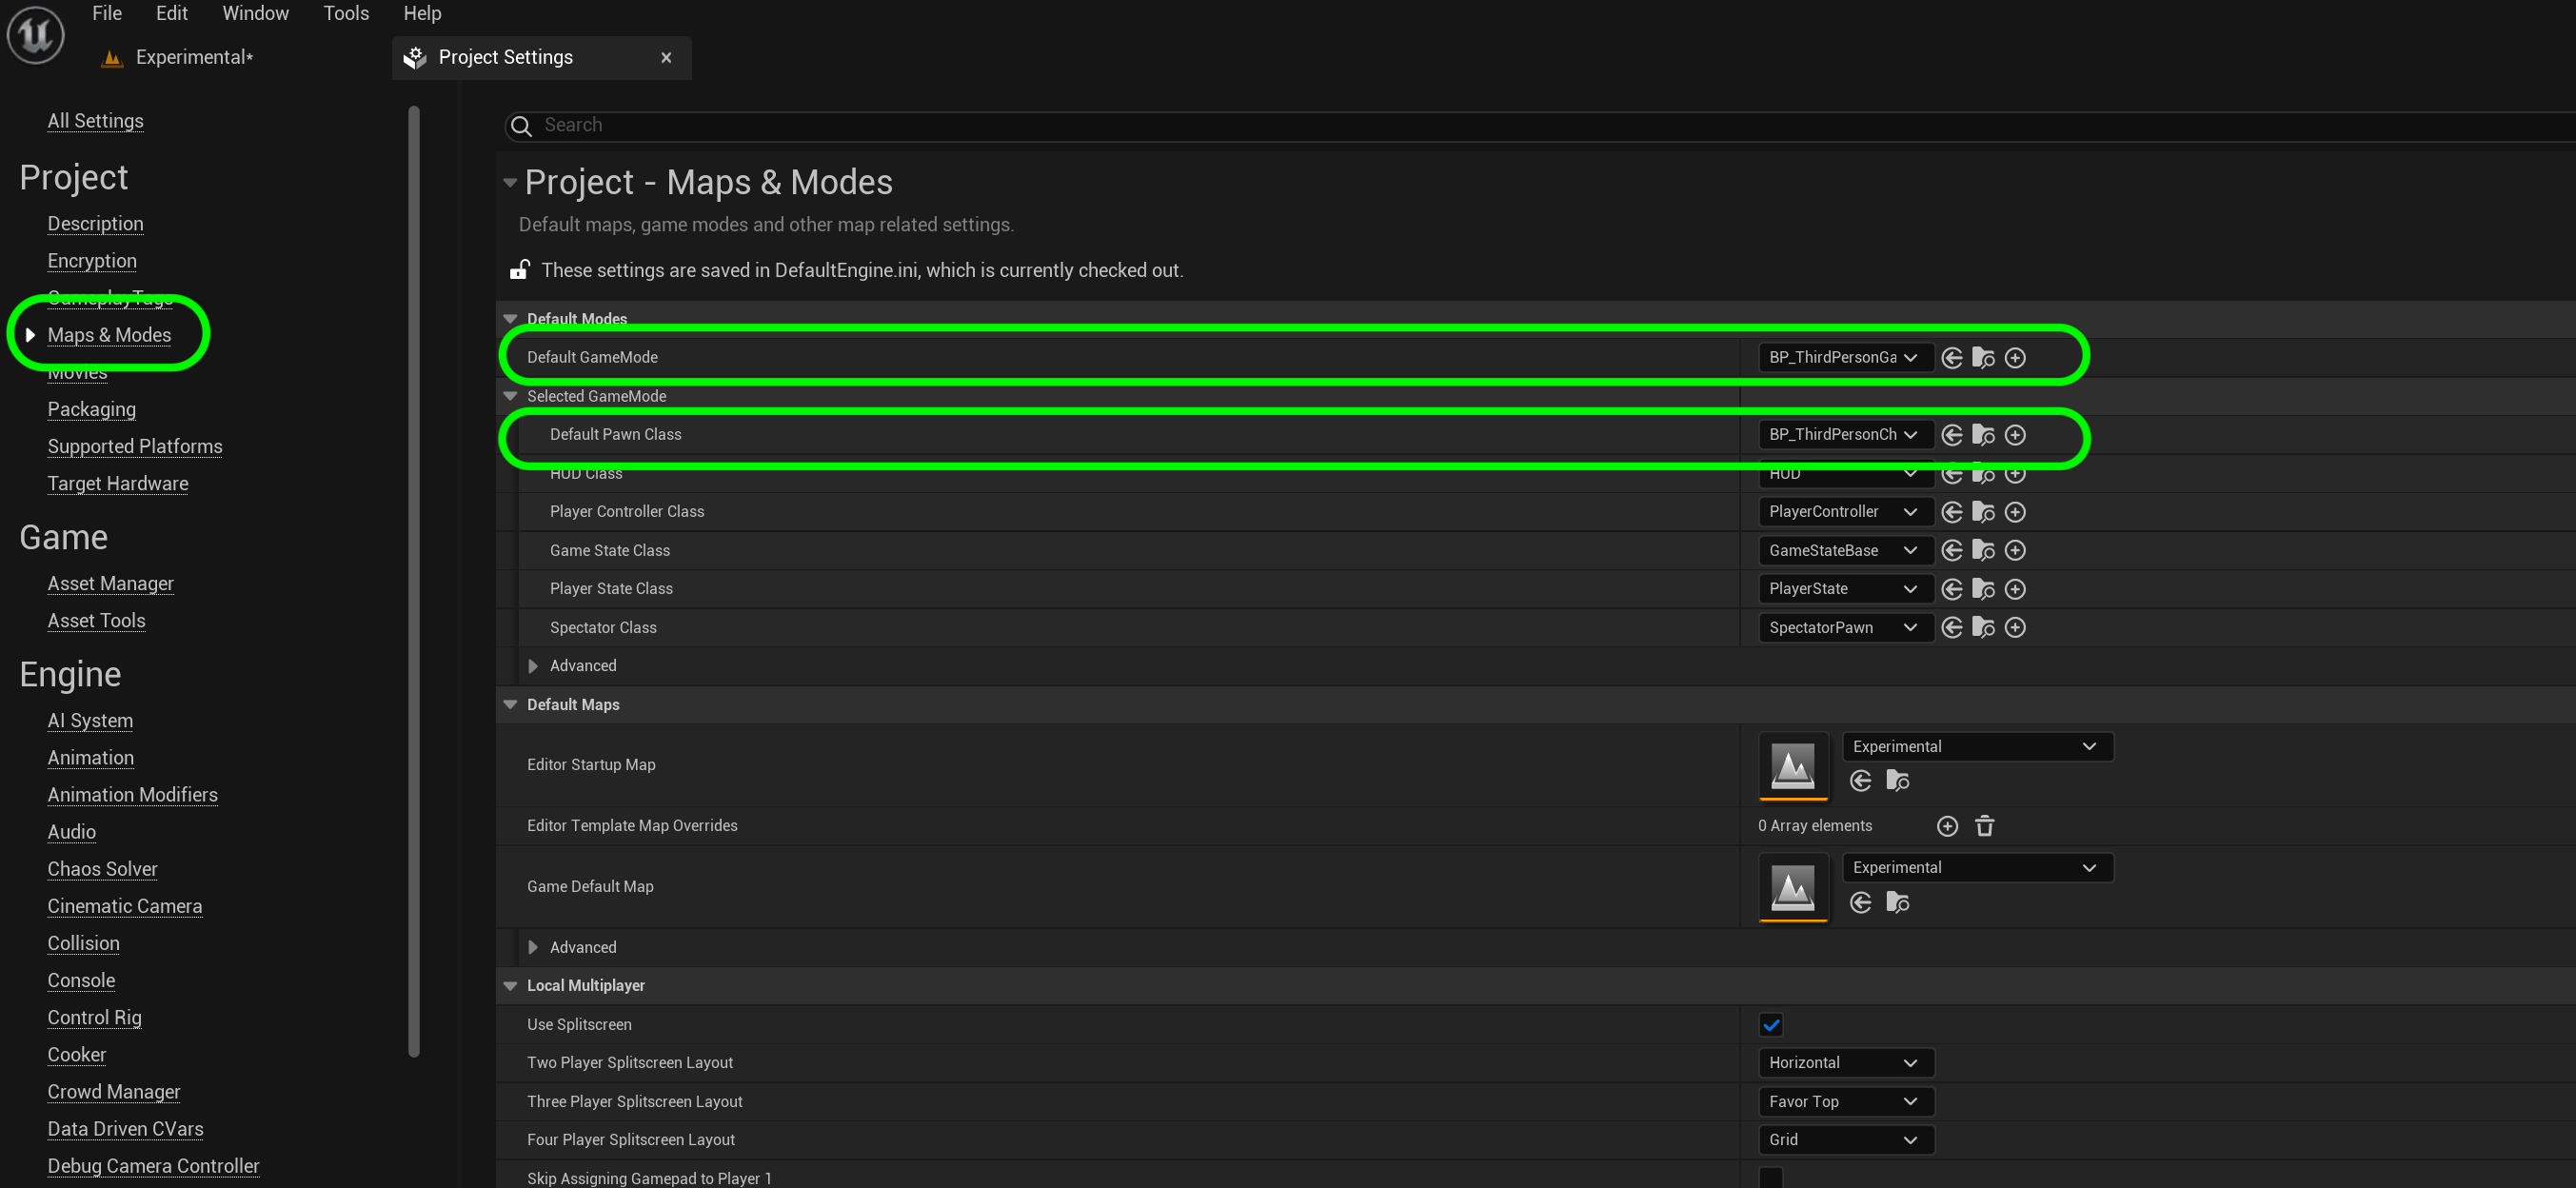 File Edit Window Tools Help
Experimental*
Project Settings
All Settings
Project
Description
Encryption
GameplayTags
Maps & Modes
Movies
Packaging
Supported Platforms
Target Hardware
Game
Asset Manager
Asset Tools
Engine
AI System
Animation
Animation Modifiers
Audio
Chaos Solver
Cinematic Camera
Collision
Console
Control Rig
Cooker
Crowd Manager
Data Driven CVars
Debug Camera Controller
Search
Project - Maps & Modes
Default maps, game modes and other map related settings.
These settings are saved in DefaultEngine.ini, which is currently checked out.
Default Modes
Default GameMode BP_ThirdPersonGa
Selected GameMode
Default Pawn Class BP_ThirdPersonCh
HUD Class HUD
Player Controller Class PlayerController
Game State Class GameStateBase
Player State Class PlayerState
Spectator Class SpectatorPawn
Advanced
Default Maps
Editor Startup Map Experimental
Editor Template Map Overrides 0 Array elements
Game Default Map Experimental
Advanced
Local Multiplayer
Use Splitscreen
Two Player Splitscreen Layout Horizontal
Three Player Splitscreen Layout Favor Top
Four Player Splitscreen Layout Grid
Skip Assigning Gamepad to Player 1